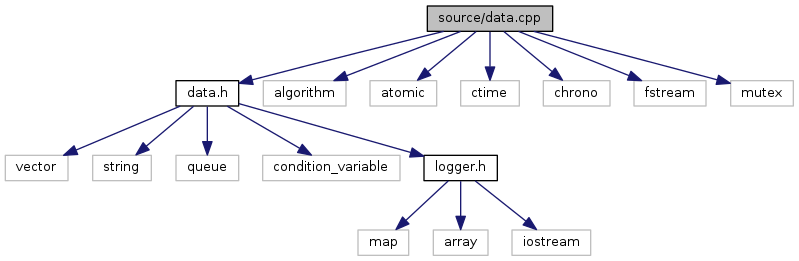 source/data.cpp
data.h
algorithm
atomic
ctime
chrono
fstream
mutex
vector
string
queue
condition_variable
logger.h
map
array
iostream